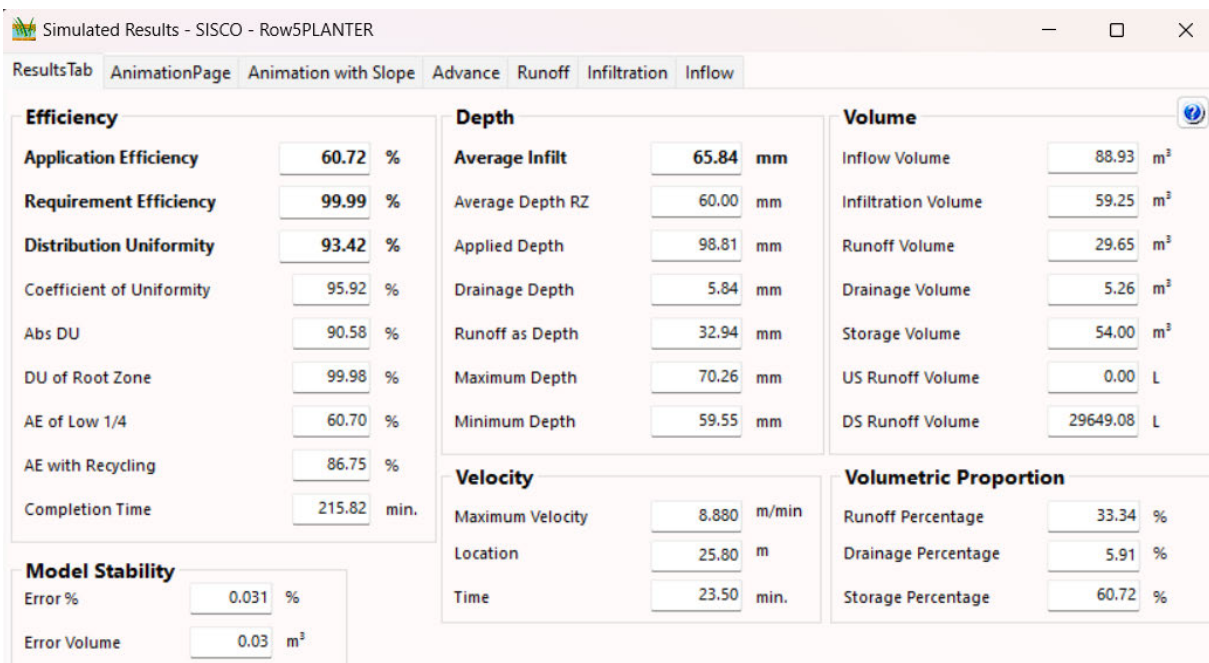 Simulated Results - SISCO - Row5PLANTER
ResultsTab AnimationPage Animation with Slope Advance Runoff Infiltration Inflow
Efficiency
Application Efficiency 60.72 %
Requirement Efficiency 99.99 %
Distribution Uniformity 93.42 %
Coefficient of Uniformity 95.92 %
Abs DU 90.58 %
DU of Root Zone 99.98 %
AE of Low 1/4 60.70 %
AE with Recycling 86.75 %
Completion Time 215.82 min.
Model Stability
Error % 0.031 %
Error Volume 0.03 m³
Depth
Average Infilt 65.84 mm
Average Depth RZ 60.00 mm
Applied Depth 98.81 mm
Drainage Depth 5.84 mm
Runoff as Depth 32.94 mm
Maximum Depth 70.26 mm
Minimum Depth 59.55 mm
Velocity
Maximum Velocity 8.880 m/min
Location 25.80 m
Time 23.50 min.
Volume
Inflow Volume 88.93 m³
Infiltration Volume 59.25 m³
Runoff Volume 29.65 m³
Drainage Volume 5.26 m³
Storage Volume 54.00 m³
US Runoff Volume 0.00 L
DS Runoff Volume 29649.08 L
Volumetric Proportion
Runoff Percentage 33.34 %
Drainage Percentage 5.91 %
Storage Percentage 60.72 %